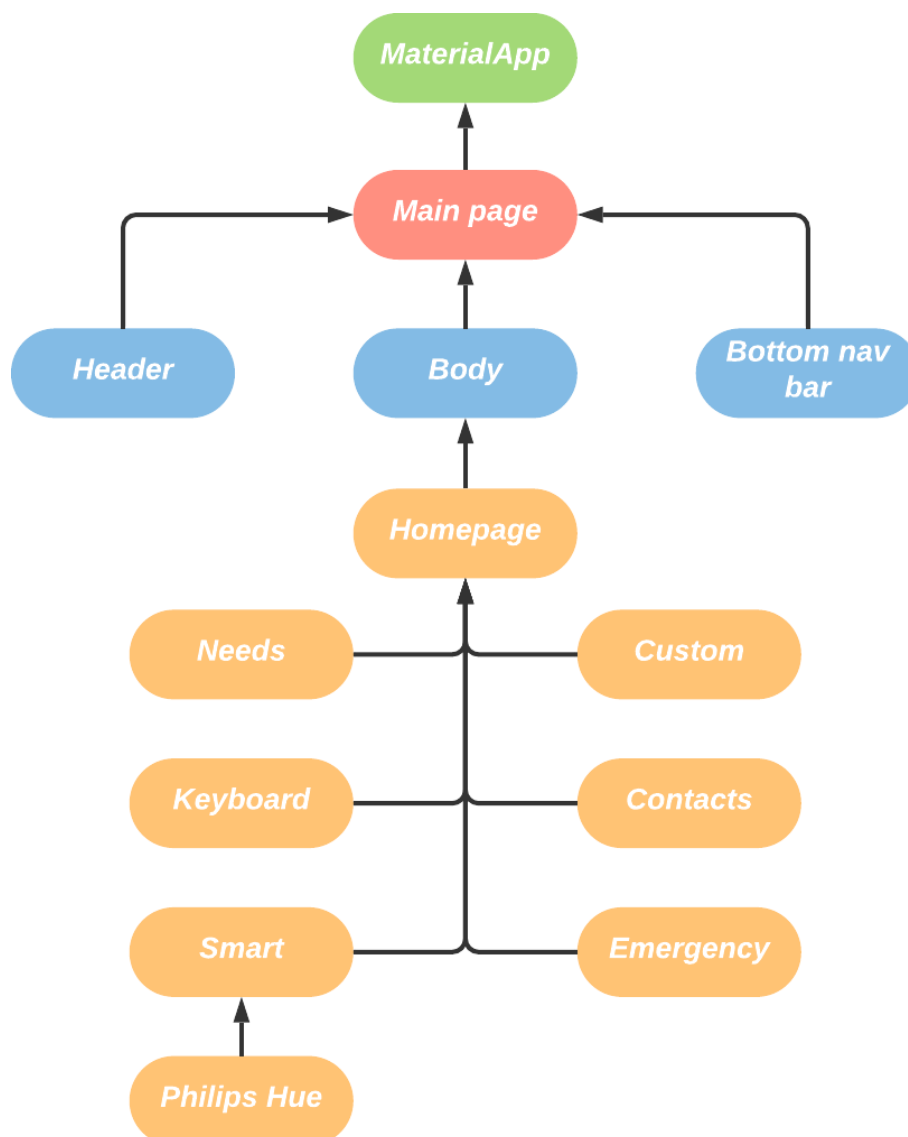 MaterialApp
Main page
Header
Body
Bottom nav
bar
Homepage
Needs
Custom
Keyboard
Contacts
Smart
Emergency
Philips Hue